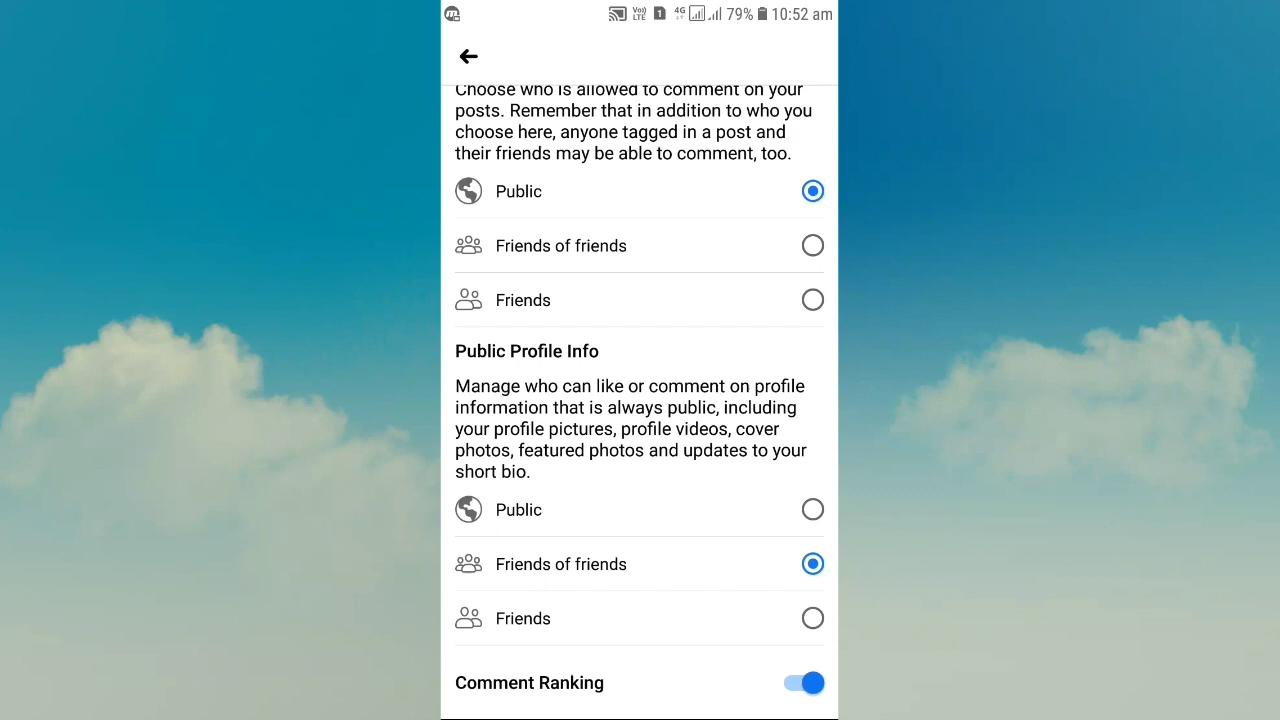 Vo) 1 4G 79% 10:52 am
LTE
Choose who is allowed to comment on your
posts. Remember that in addition to who you
choose here, anyone tagged in a post and
their friends may be able to comment, too.
Public
Friends of friends
Friends
Public Profile Info
Manage who can like or comment on profile
information that is always public, including
your profile pictures, profile videos, cover
photos, featured photos and updates to your
short bio.
Public
Friends of friends
Friends
Comment Ranking